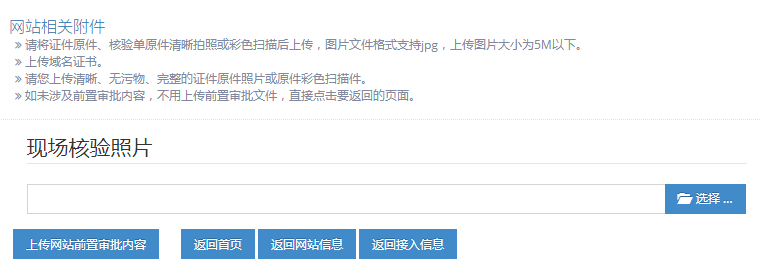 网站相关附件
» 请将证件原件、核验单原件清晰拍照或彩色扫描后上传，图片文件格式支持jpg，上传图片大小为5M以下。
» 上传域名证书。
» 请您上传清晰、无污物、完整的证件原件照片或原件彩色扫描件。
» 如未涉及前置审批内容，不用上传前置审批文件，直接点击要返回的页面。
现场核验照片
选择 ...
上传网站前置审批内容 返回首页 返回网站信息 返回接入信息